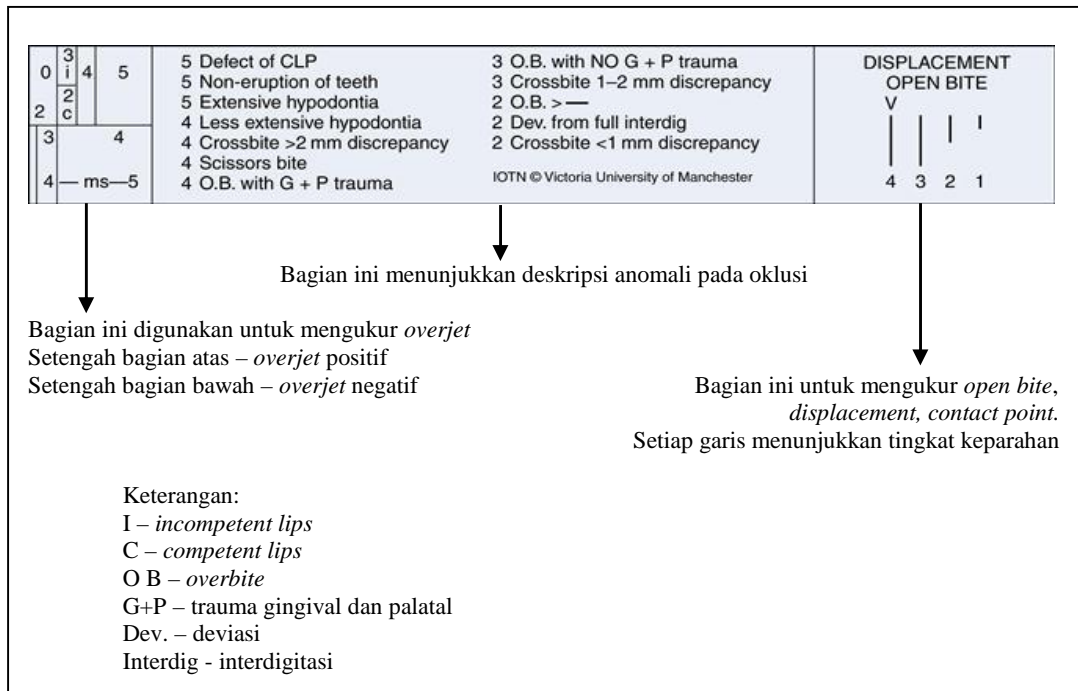 0 3 i 4 5
2 2 c
3 4
4 — ms — 5
5 Defect of CLP
5 Non-eruption of teeth
5 Extensive hypodontia
4 Less extensive hypodontia
4 Crossbite >2 mm discrepancy
4 Scissors bite
4 O.B. with G + P trauma
3 O.B. with NO G + P trauma
3 Crossbite 1–2 mm discrepancy
2 O.B. > —
2 Dev. from full interdig
2 Crossbite <1 mm discrepancy
IOTN © Victoria University of Manchester
DISPLACEMENT
OPEN BITE
V
4 3 2 1
Bagian ini menunjukkan deskripsi anomali pada oklusi
Bagian ini digunakan untuk mengukur overjet
Setengah bagian atas – overjet positif
Setengah bagian bawah – overjet negatif
Bagian ini untuk mengukur open bite,
displacement, contact point.
Setiap garis menunjukkan tingkat keparahan
Keterangan:
I – incompetent lips
C – competent lips
O B – overbite
G+P – trauma gingival dan palatal
Dev. – deviasi
Interdig - interdigitasi